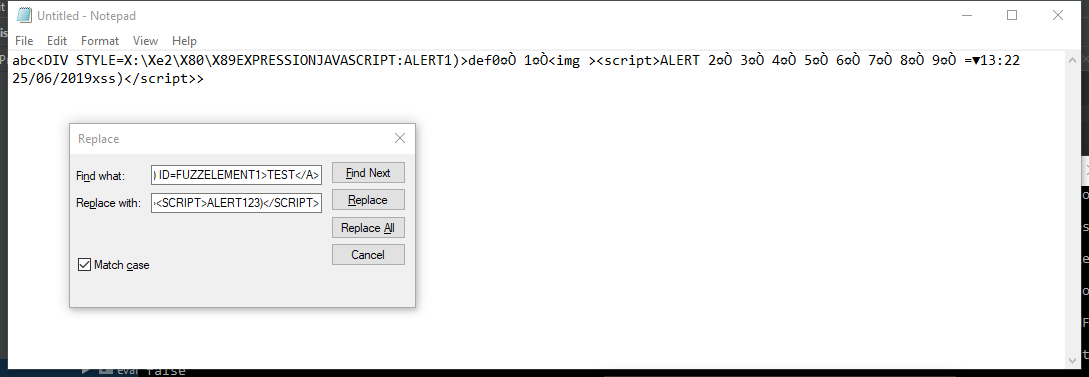 Untitled - Notepad
File Edit Format View Help
abc<DIV STYLE=X:\Xe2\X80\X89EXPRESSIONJAVASCRIPT:ALERT1)>def0¤Ò 1¤Ò<img ><script>ALERT 2¤Ò 3¤Ò 4¤Ò 5¤Ò 6¤Ò 7¤Ò 8¤Ò 9¤Ò =▼13:22
25/06/2019xss)</script>>
Replace
Find what: ) ID=FUZZELEMENT1>TEST</A> Find Next
Replace with: <SCRIPT>ALERT123)</SCRIPT> Replace
Replace All
Cancel
Match case
eval false